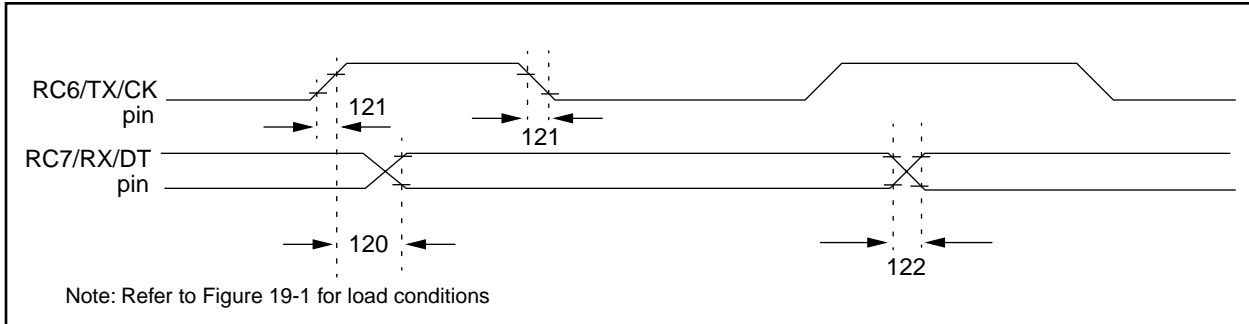 RC6/TX/CK
pin
121
121
RC7/RX/DT
pin
120
122
Note: Refer to Figure 19-1 for load conditions